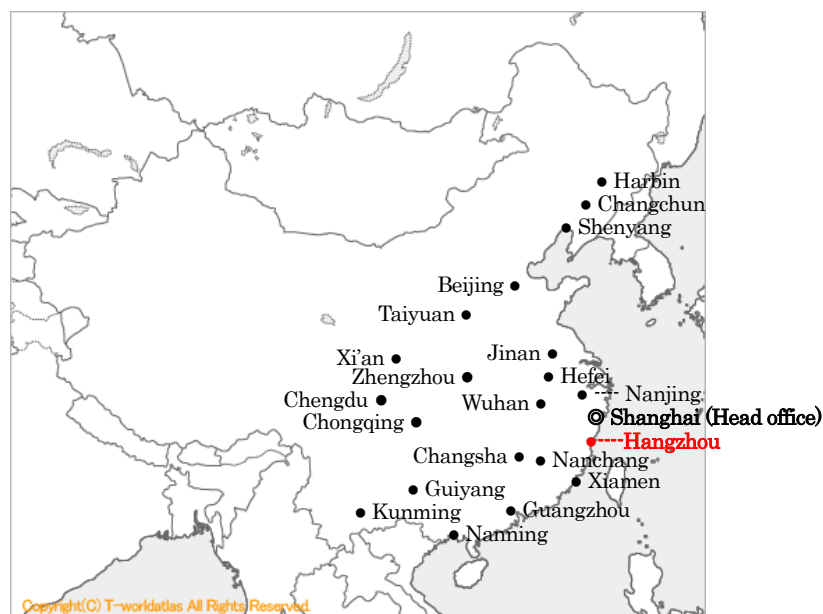 Harbin
Changchun
Shenyang
Beijing
Taiyuan
Jinan
Xi'an
Zhengzhou
Hefei
Nanjing
Chengdu
Wuhan
Shanghai (Head office)
Chongqing
Hangzhou
Changsha
Nanchang
Xiamen
Guiyang
Kunming
Guangzhou
Nanning
Copyright(C) T-worldatlas All Rights Reserved.